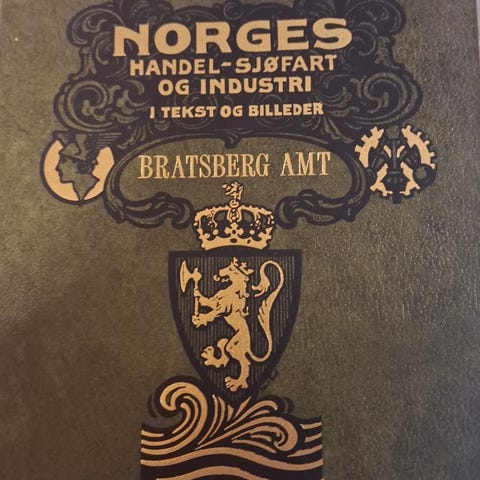 NORGES
HANDEL-SJØFART
OG INDUSTRI
I TEKST OG BILLEDER
BRATSBERG AMT